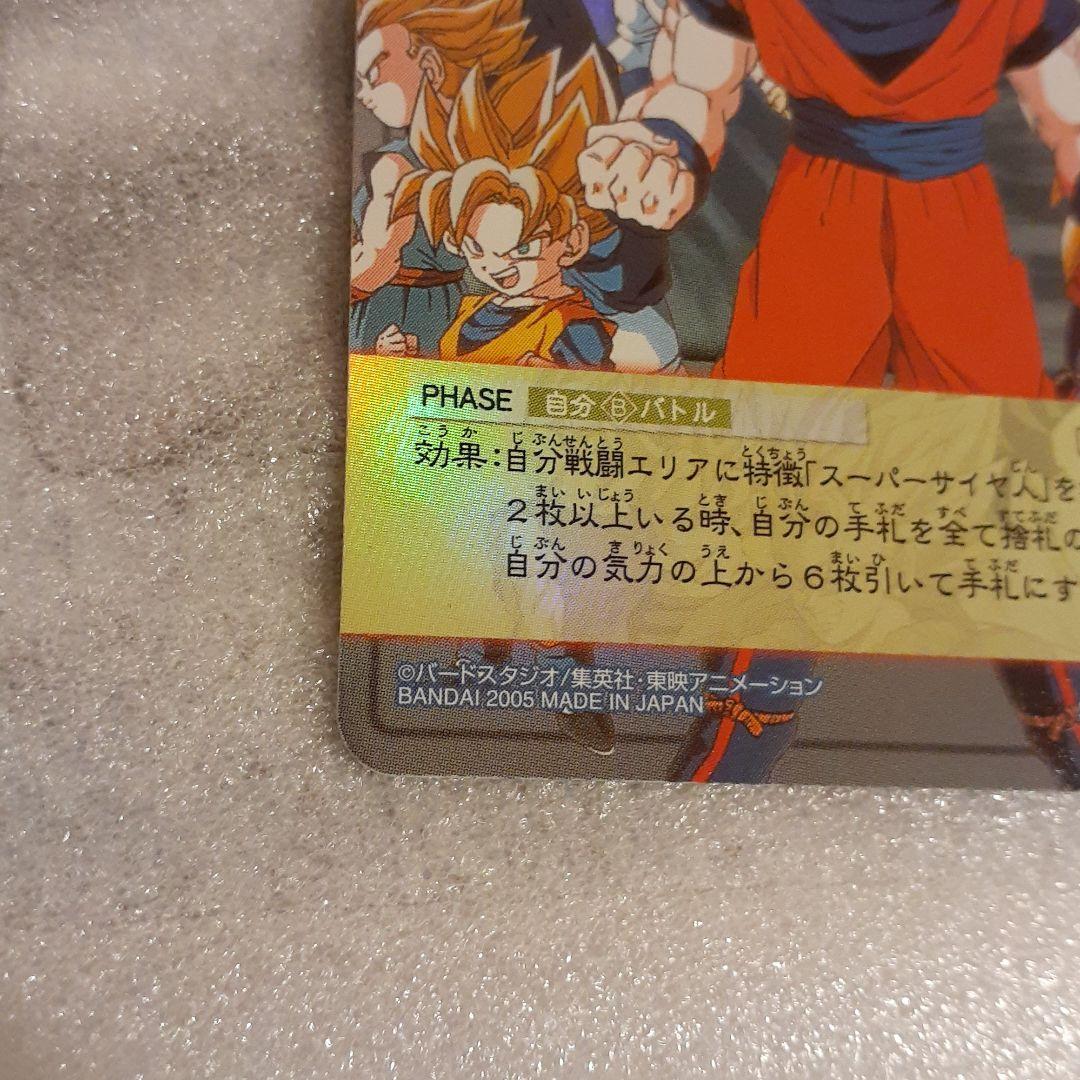 PHASE 自分<B>バトル
効果:自分戦闘エリアに特徴「スーパーサイヤ人」を
2枚以上いる時、自分の手札を全て捨札の
自分の気力の上から6枚引いて手札にす
©バードスタジオ/集英社・東映アニメーション
BANDAI 2005 MADE IN JAPAN